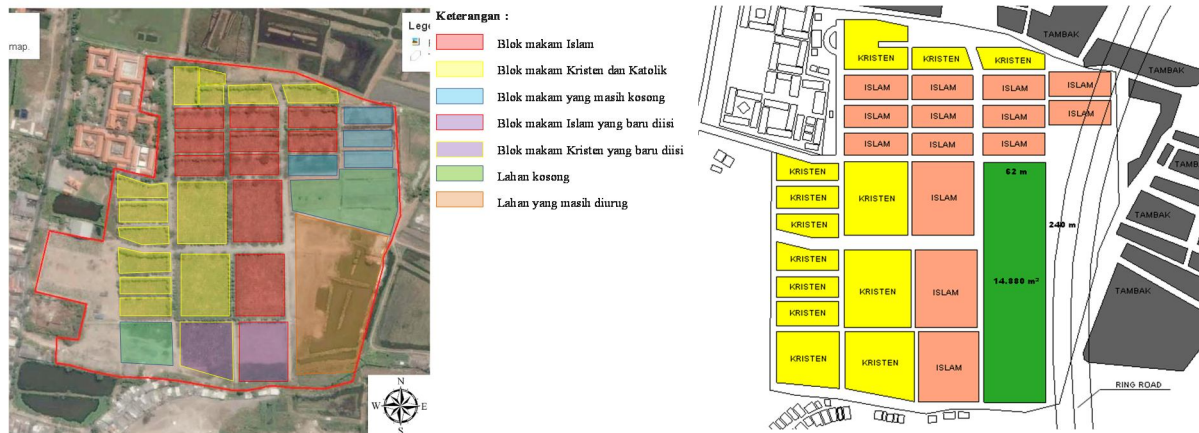 map.
Lege
Keterangan :
Blok makam Islam
Blok makam Kristen dan Katolik
Blok makam yang masih kosong
Blok makam Islam yang baru diisi
Blok makam Kristen yang baru diisi
Lahan kosong
Lahan yang masih diurug
N
W E
S
TAMBAK
TAMBAK
KRISTEN KRISTEN KRISTEN
ISLAM ISLAM ISLAM ISLAM
TAMBAK
ISLAM ISLAM ISLAM ISLAM
ISLAM ISLAM ISLAM
KRISTEN 62 m
KRISTEN KRISTEN ISLAM
TAMBAK
KRISTEN 240 m
KRISTEN
KRISTEN KRISTEN ISLAM 14.880 m²
TAMBAK
KRISTEN
KRISTEN KRISTEN ISLAM
RING ROAD